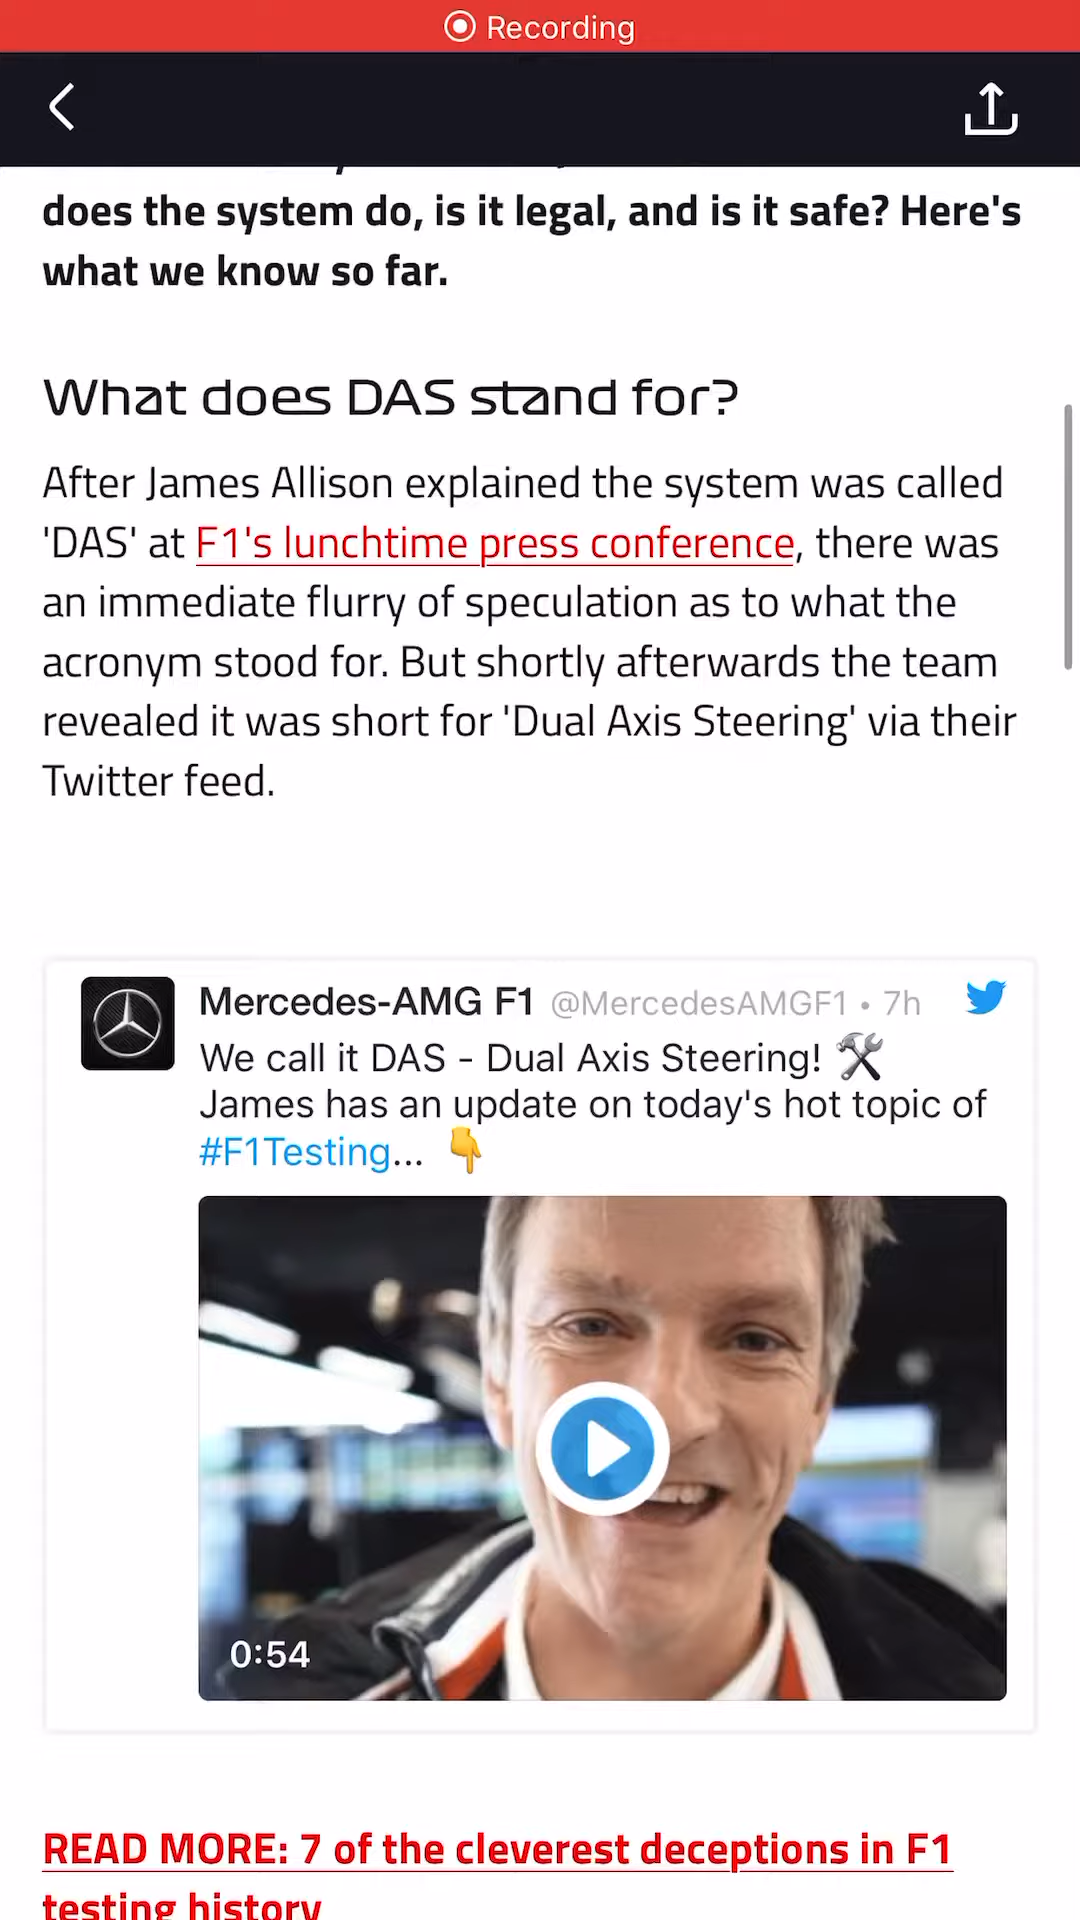 Recording
does the system do, is it legal, and is it safe? Here's
what we know so far.
What does DAS stand for?
After James Allison explained the system was called
'DAS' at F1's lunchtime press conference, there was
an immediate flurry of speculation as to what the
acronym stood for. But shortly afterwards the team
revealed it was short for 'Dual Axis Steering' via their
Twitter feed.
Mercedes-AMG F1 @MercedesAMGF1 • 7h
We call it DAS - Dual Axis Steering! 🛠
James has an update on today's hot topic of
#F1Testing... 👇
0:54
READ MORE: 7 of the cleverest deceptions in F1
testing history